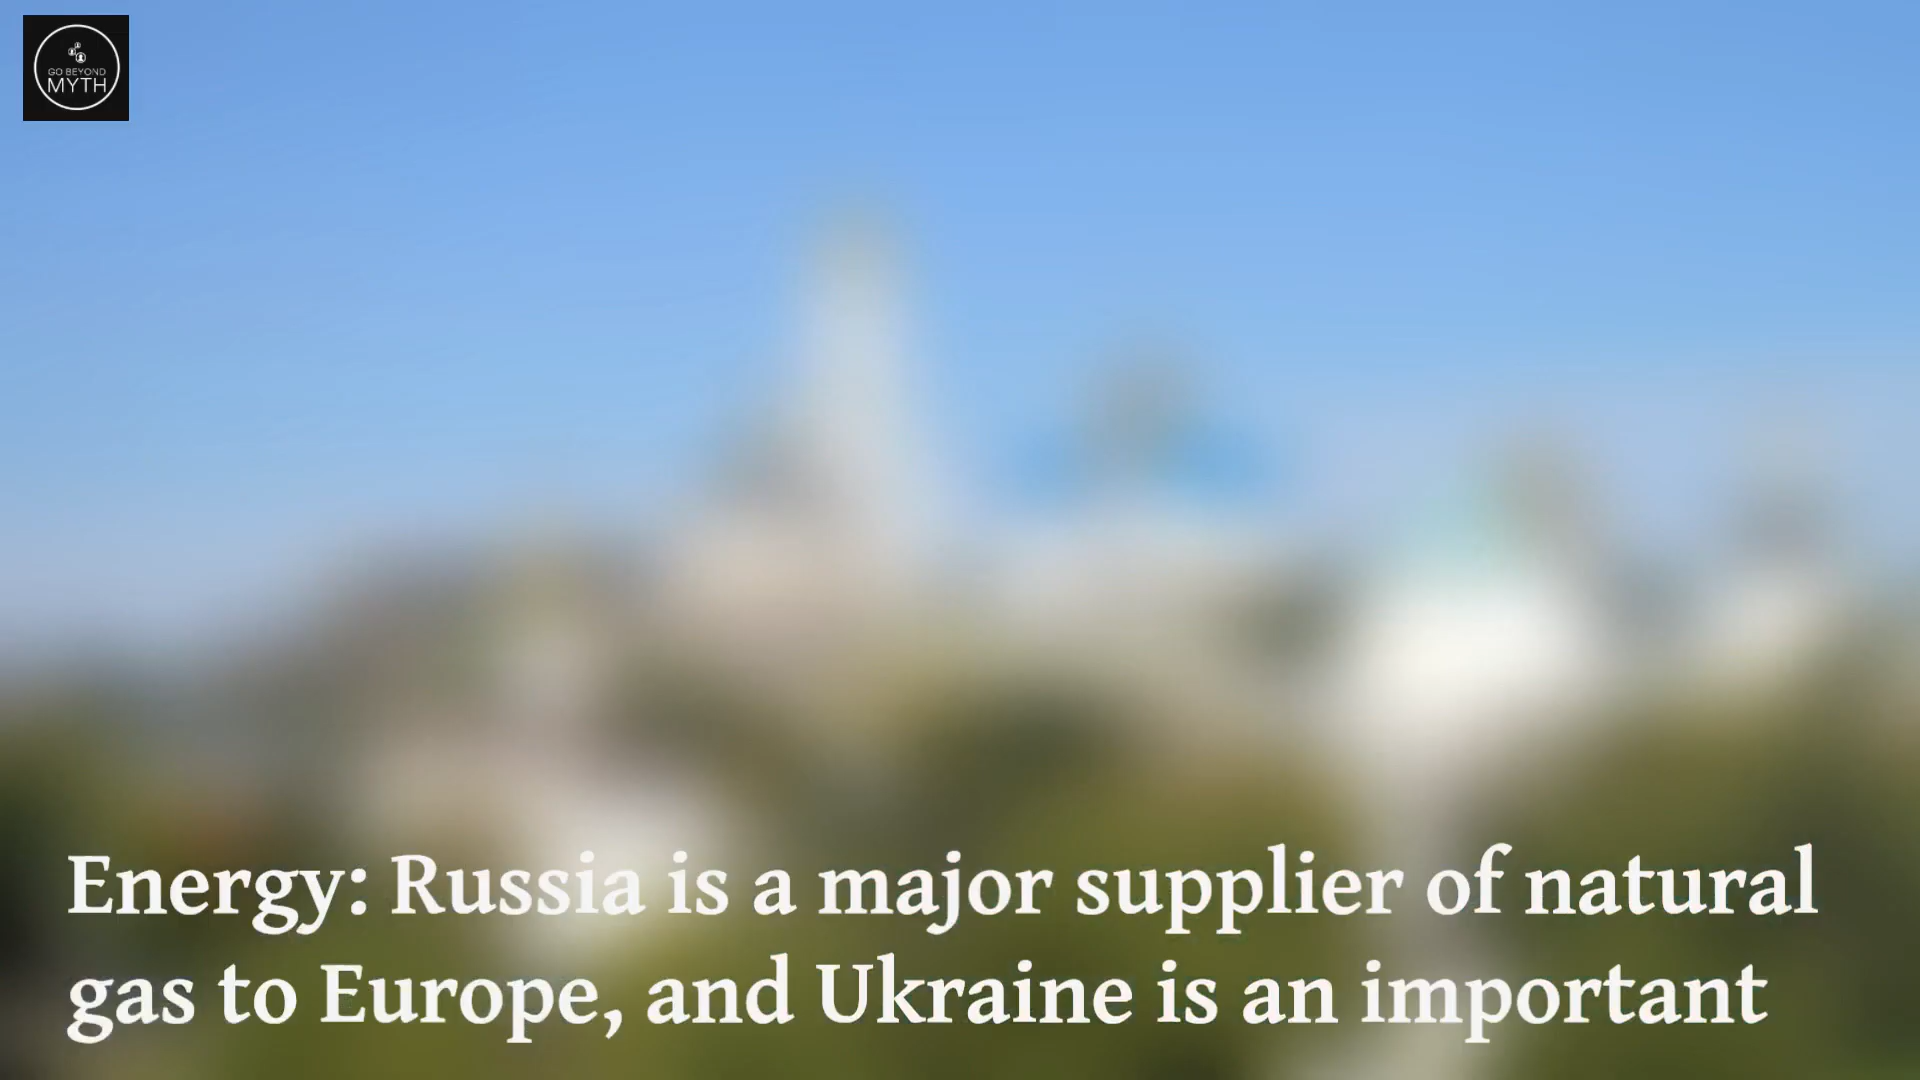 GO BEYOND
MYTH
Energy: Russia is a major supplier of natural
gas to Europe, and Ukraine is an important